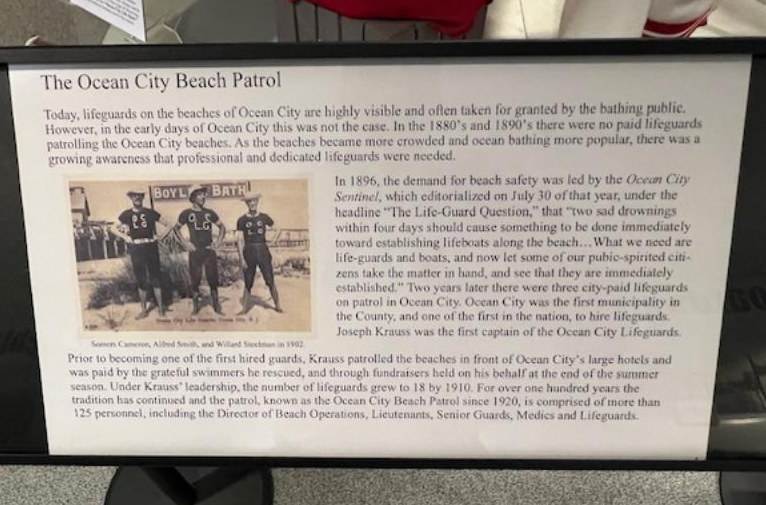 The Ocean City Beach Patrol
Today, lifeguards on the beaches of Ocean City are highly visible and often taken for granted by the bathing public.
However, in the early days of Ocean City this was not the case. In the 1880's and 1890's there were no paid lifeguards
patrolling the Ocean City beaches. As the beaches became more crowded and ocean bathing more popular, there was a
growing awareness that professional and dedicated lifeguards were needed.
BOYL BATH
In 1896, the demand for beach safety was led by the Ocean City
Sentinel, which editorialized on July 30 of that year, under the
headline "The Life-Guard Question," that "two sad drownings
within four days should cause something to be done immediately
toward establishing lifeboats along the beach…What we need are
life-guards and boats, and now let some of our pubic-spirited citi-
zens take the matter in hand, and see that they are immediately
established." Two years later there were three city-paid lifeguards
on patrol in Ocean City. Ocean City was the first municipality in
the County, and one of the first in the nation, to hire lifeguards.
Joseph Krauss was the first captain of the Ocean City Lifeguards.
Cameron, Alfred Smith, and Willard Steelman in 1902.
Prior to becoming one of the first hired guards, Krauss patrolled the beaches in front of Ocean City's large hotels and
was paid by the grateful swimmers he rescued, and through fundraisers held on his behalf at the end of the summer
season. Under Krauss' leadership, the number of lifeguards grew to 18 by 1910. For over one hundred years the
tradition has continued and the patrol, known as the Ocean City Beach Patrol since 1920, is comprised of more than
125 personnel, including the Director of Beach Operations, Lieutenants, Senior Guards, Medics and Lifeguards.